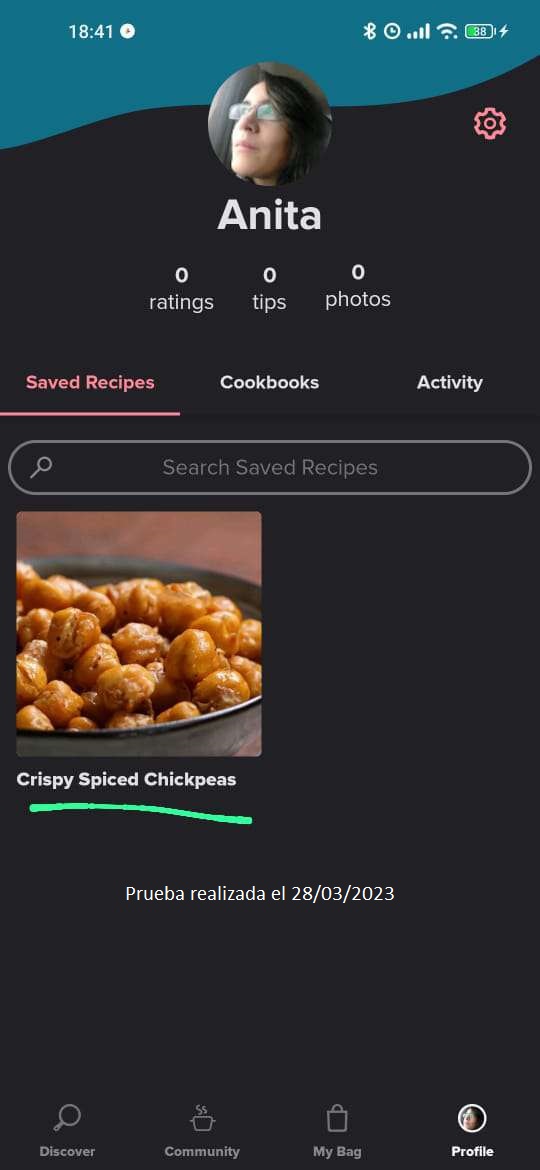 18:41
38
Anita
0 0 0
ratings tips photos
Saved Recipes Cookbooks Activity
Search Saved Recipes
Crispy Spiced Chickpeas
Prueba realizada el 28/03/2023
Discover Community My Bag Profile